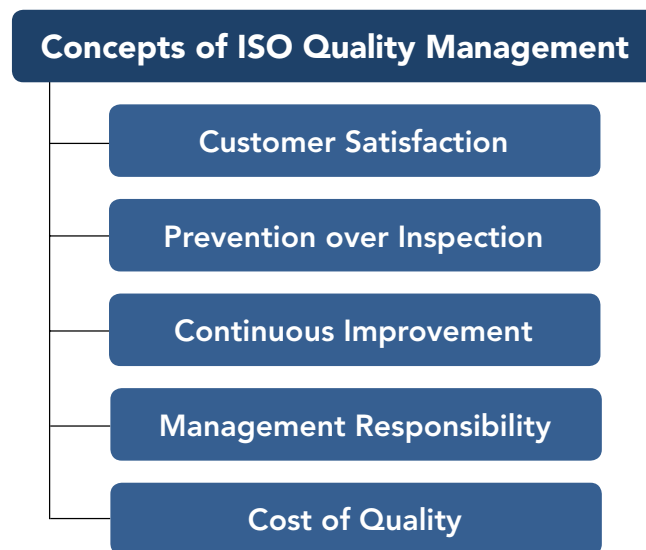 Concepts of ISO Quality Management
Customer Satisfaction
Prevention over Inspection
Continuous Improvement
Management Responsibility
Cost of Quality